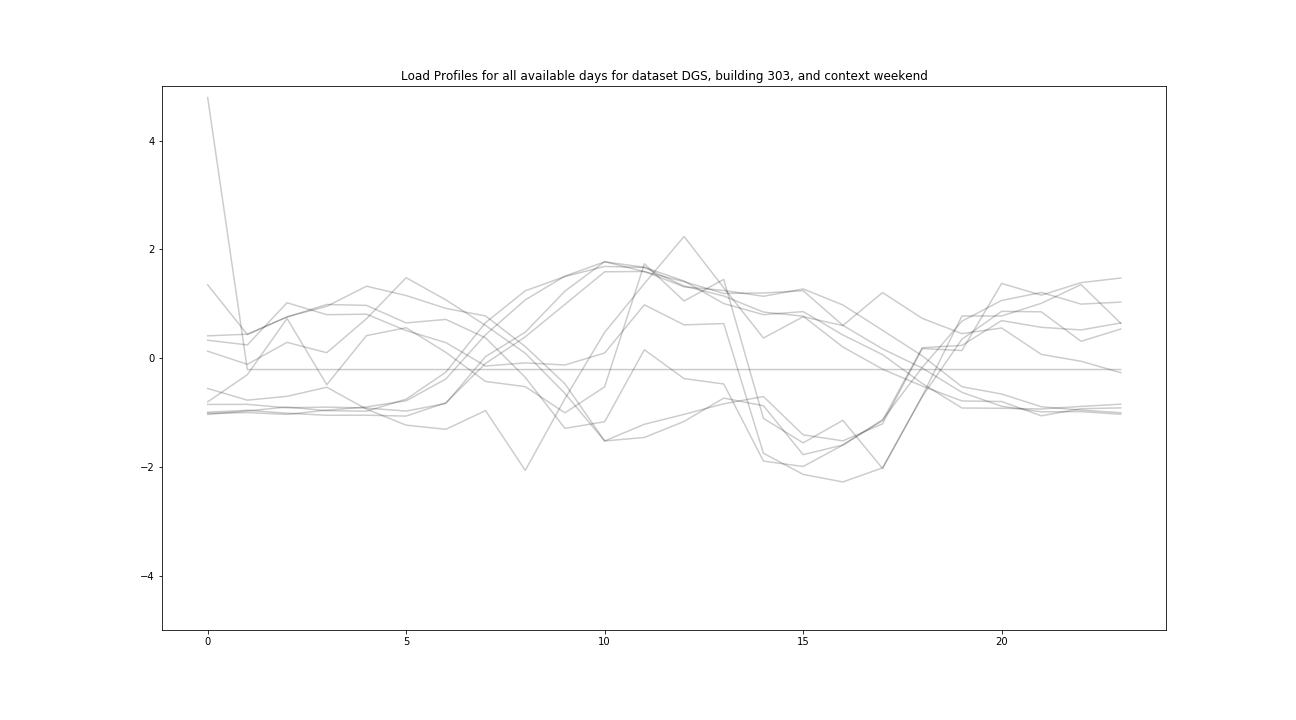 Load Profiles for all available days for dataset DGS, building 303, and context weekend
4
2
0
−2
−4
0 5 10 15 20